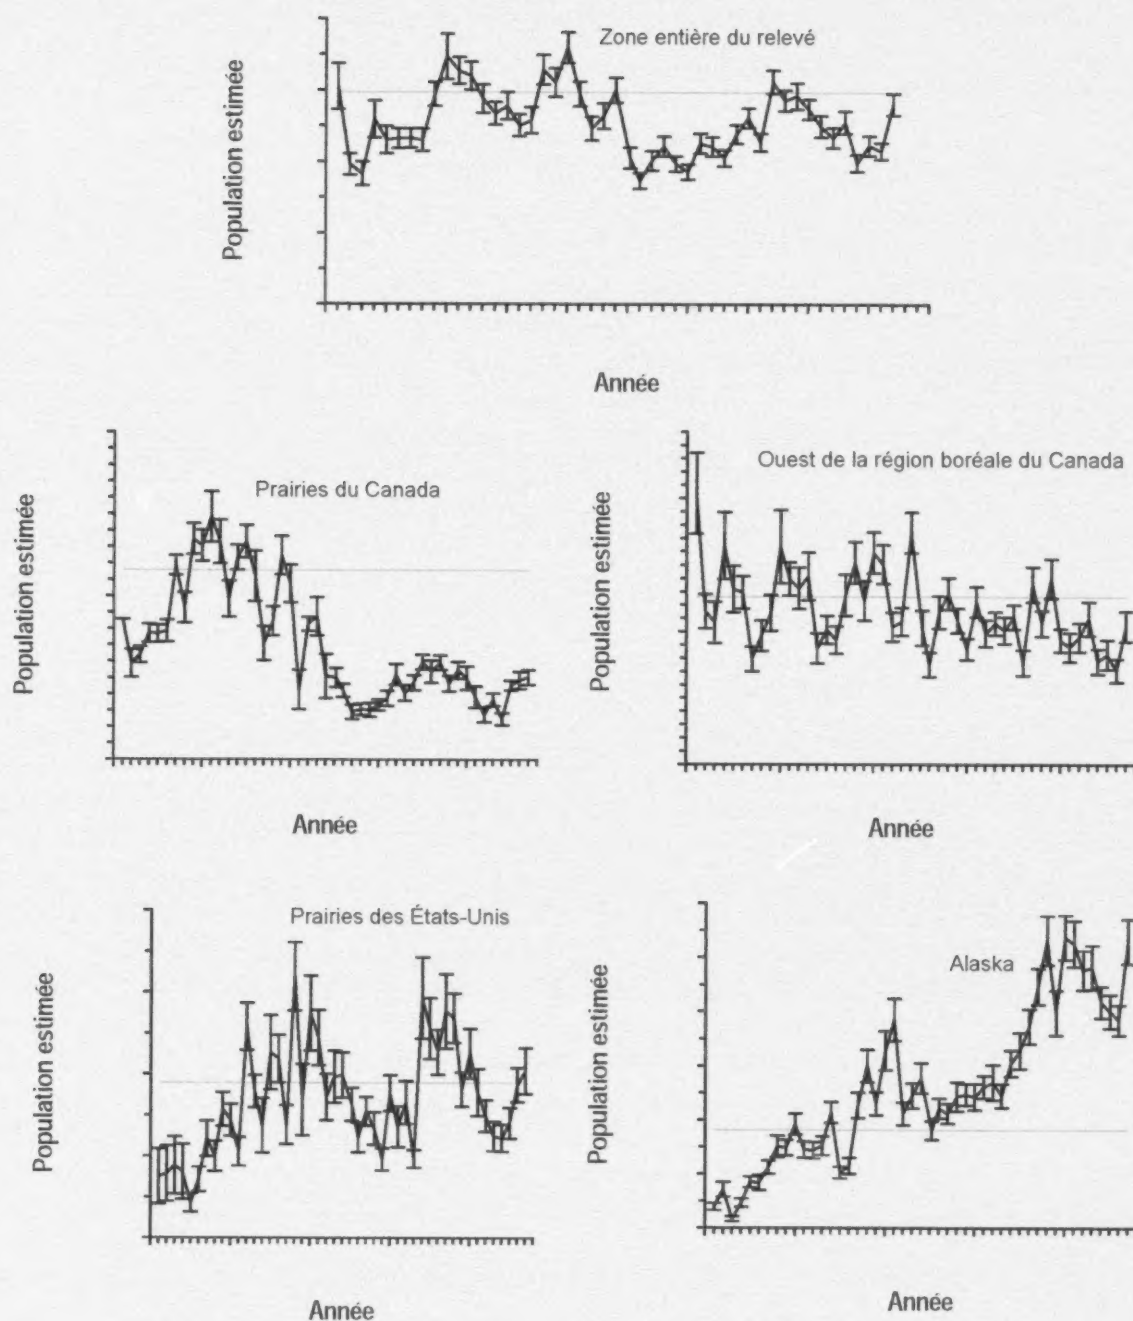 Zone entière du relevé
Population estimée
Année
Prairies du Canada
Population estimée
Année
Ouest de la région boréale du Canada
Population estimée
Année
Prairies des États-Unis
Population estimée
Année
Alaska
Population estimée
Année